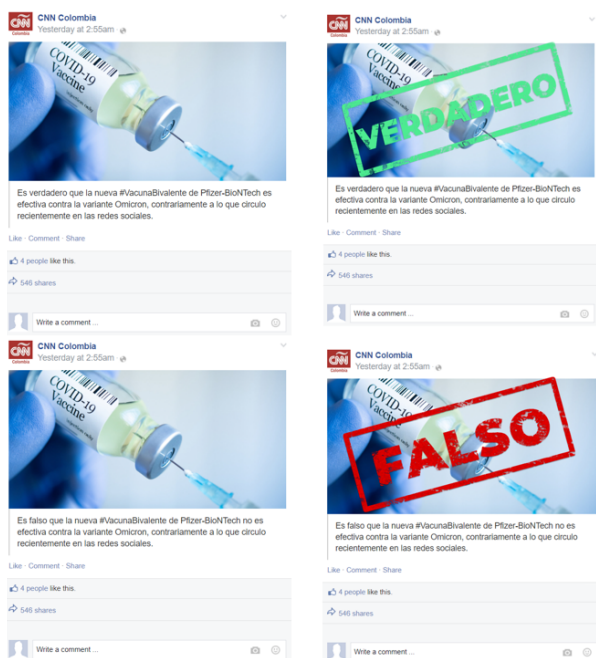 CNN
Colombia
CNN Colombia
Yesterday at 2:55am
COVID-19
Vaccine
Es verdadero que la nueva #VacunaBivalente de Pfizer-BioNTech es
efectiva contra la variante Omicron, contrariamente a lo que circulo
recientemente en las redes sociales.
Like · Comment · Share
4 people like this.
546 shares
Write a comment ...
CNN
Colombia
CNN Colombia
Yesterday at 2:55am
COVID-19
Vaccine
VERDADERO
Es verdadero que la nueva #VacunaBivalente de Pfizer-BioNTech es
efectiva contra la variante Omicron, contrariamente a lo que circulo
recientemente en las redes sociales.
Like · Comment · Share
4 people like this.
546 shares
Write a comment ...
CNN
Colombia
CNN Colombia
Yesterday at 2:55am
COVID-19
Vaccine
Es falso que la nueva #VacunaBivalente de Pfizer-BioNTech no es
efectiva contra la variante Omicron, contrariamente a lo que circulo
recientemente en las redes sociales.
Like · Comment · Share
4 people like this.
546 shares
Write a comment ...
CNN
Colombia
CNN Colombia
Yesterday at 2:55am
COVID-19
Vaccine
FALSO
Es falso que la nueva #VacunaBivalente de Pfizer-BioNTech no es
efectiva contra la variante Omicron, contrariamente a lo que circulo
recientemente en las redes sociales.
Like · Comment · Share
4 people like this.
546 shares
Write a comment ...